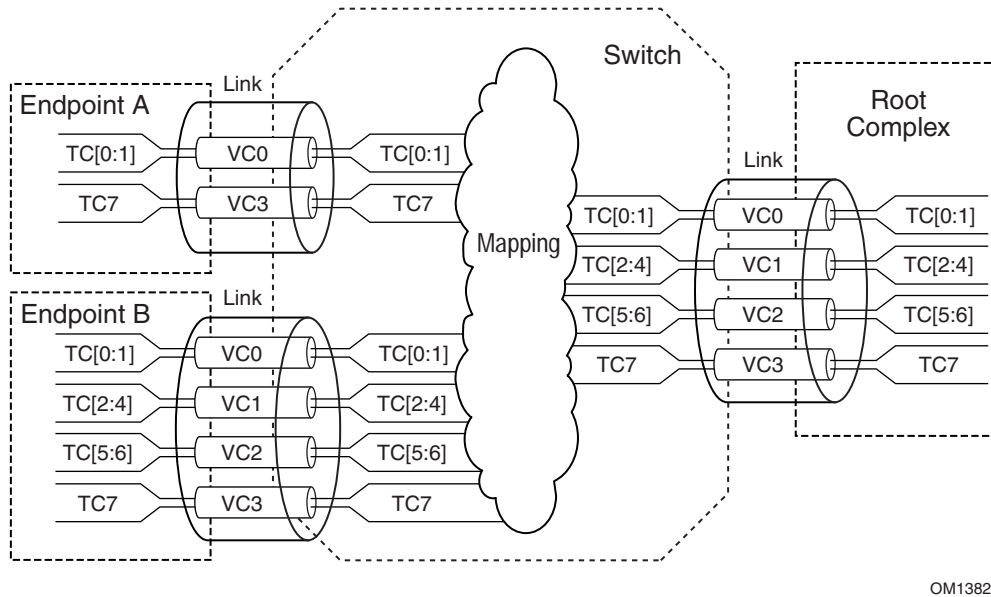 Switch
Link
Endpoint A
TC[0:1] VC0 TC[0:1]
TC7 VC3 TC7
Root
Complex
Link
Mapping
TC[0:1] VC0 TC[0:1]
TC[2:4] VC1 TC[2:4]
TC[5:6] VC2 TC[5:6]
TC7 VC3 TC7
Link
Endpoint B
TC[0:1] VC0 TC[0:1]
TC[2:4] VC1 TC[2:4]
TC[5:6] VC2 TC[5:6]
TC7 VC3 TC7
OM1382